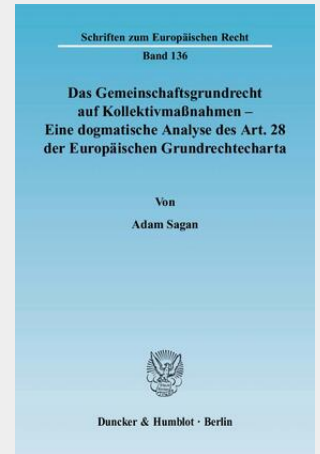 Schriften zum Europäischen Recht
Band 136
Das Gemeinschaftsgrundrecht
auf Kollektivmaßnahmen –
Eine dogmatische Analyse des Art. 28
der Europäischen Grundrechtecharta
Von
Adam Sagan
Duncker & Humblot · Berlin